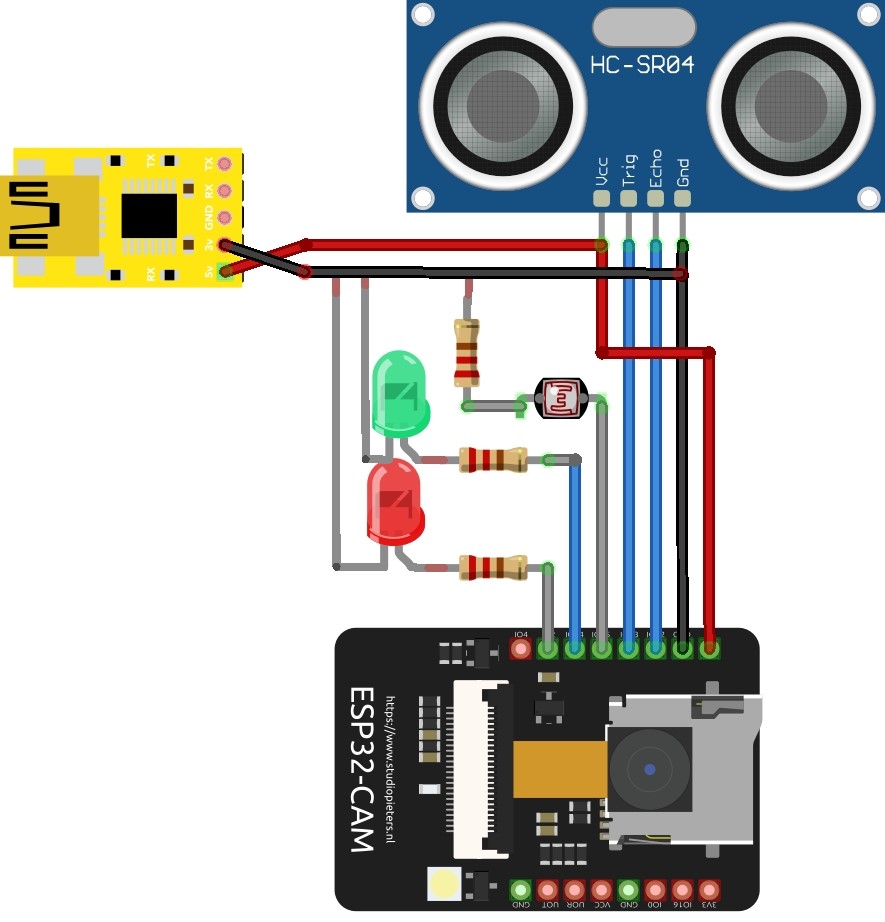 HC-SR04
Vcc
Trig
Echo
Gnd
TX
TX
RX
GND
3v
5v
RX
IO4
ESP32-CAM
https://www.studiopieters.nl
GND
UOT
UOR
VCC
GND
IO0
IO16
3V3